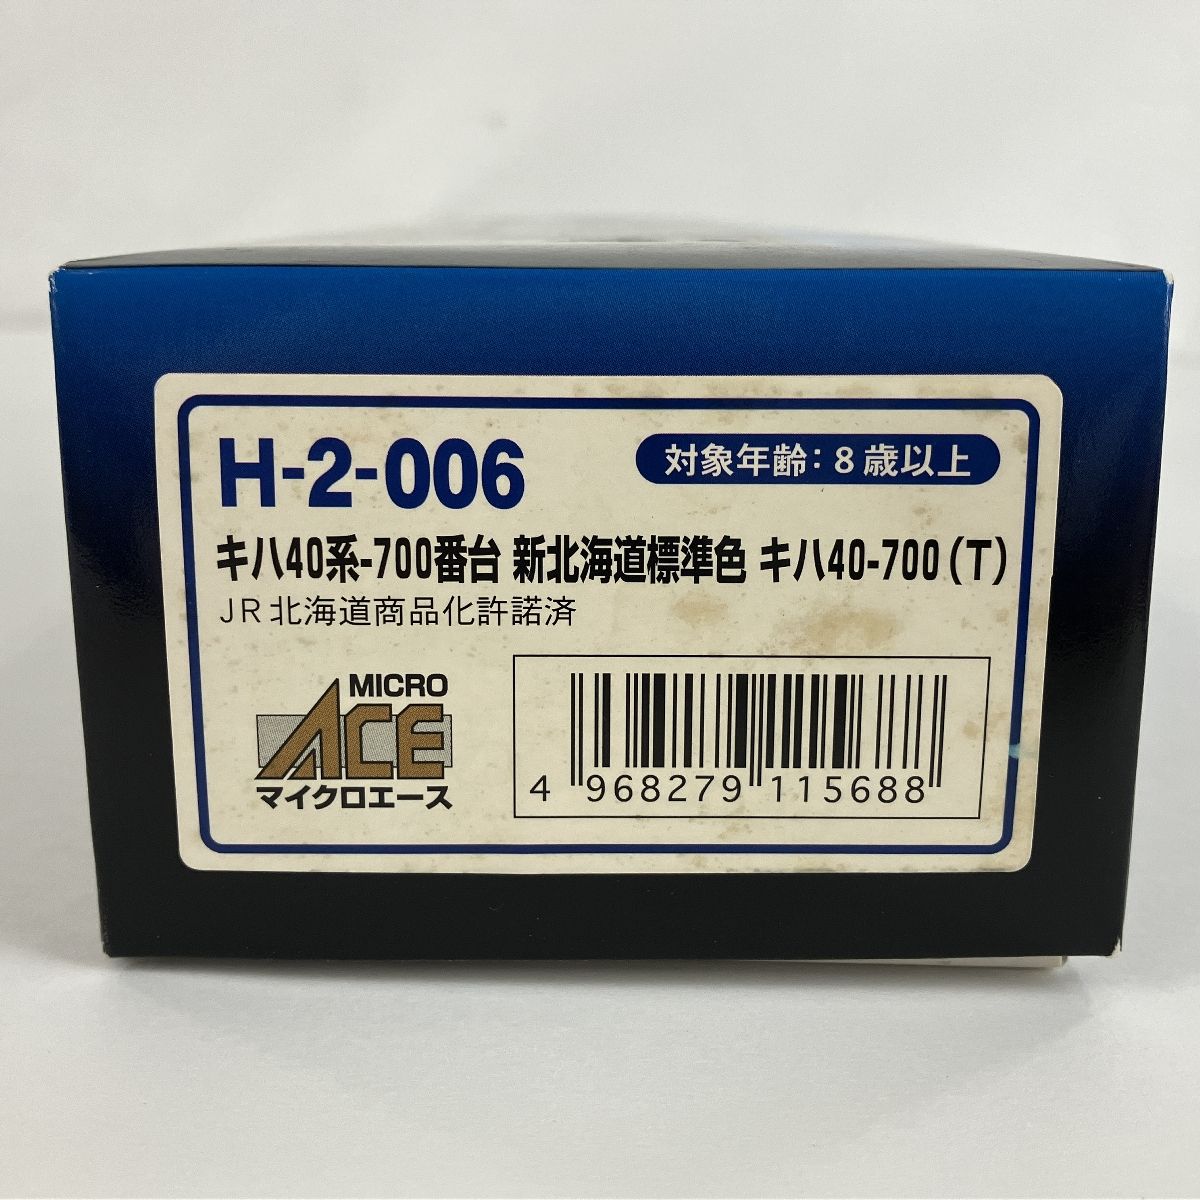 H-2-006
対象年齢：8歳以上
キハ40系-700番台 新北海道標準色 キハ40-700(T)
JR北海道商品化許諾済
MICRO
ACE
マイクロエース
4 968279 115688